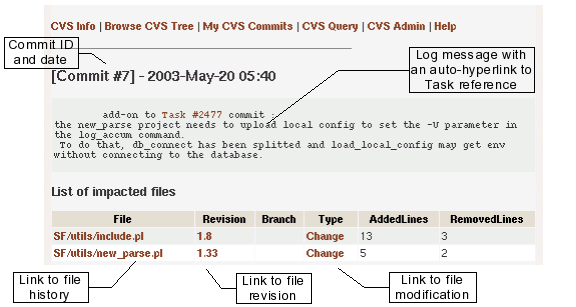 CVS Info | Browse CVS Tree | My CVS Commits | CVS Query | CVS Admin | Help
Commit ID
and date
[Commit #7] - 2003-May-20 05:40
Log message with
an auto-hyperlink to
Task reference
add-on to Task #2477 commit :
the new_parse project needs to upload local config to set the -U parameter in
the log_accum command.
To do that, db_connect has been splitted and load_local_config may get env
without connecting to the database.
List of impacted files
File Revision Branch Type AddedLines RemovedLines
SF/utils/include.pl 1.8 Change 13 3
SF/utils/new_parse.pl 1.33 Change 5 2
Link to file
history
Link to file
revision
Link to file
modification